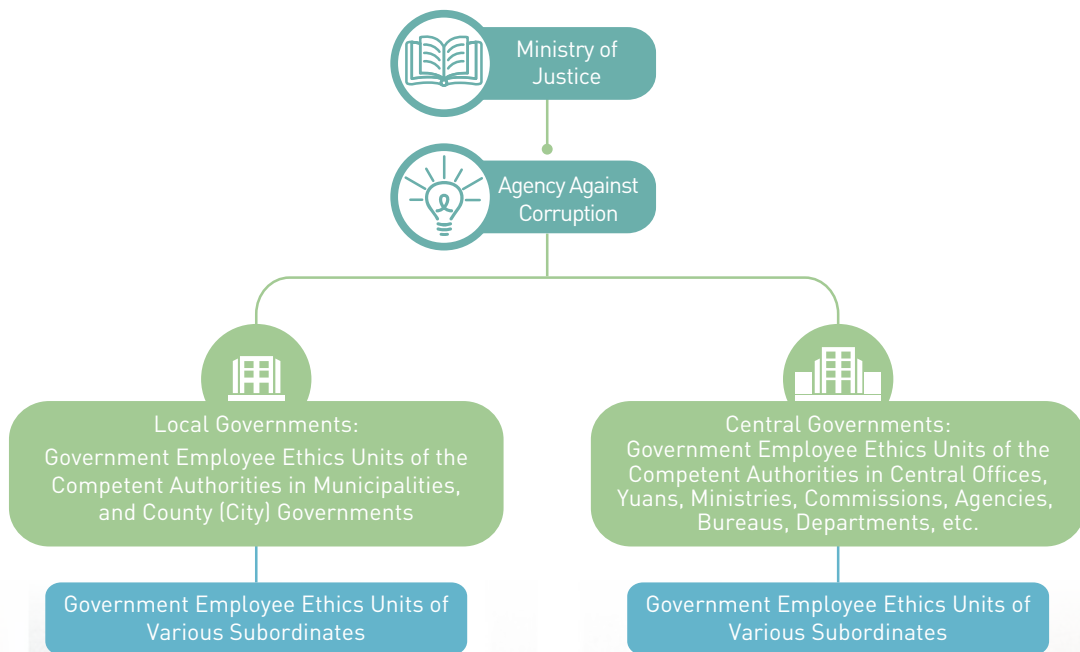 Ministry of
Justice
Agency Against
Corruption
Local Governments:
Government Employee Ethics Units of the
Competent Authorities in Municipalities,
and County (City) Governments
Central Governments:
Government Employee Ethics Units of the
Competent Authorities in Central Offices,
Yuans, Ministries, Commissions, Agencies,
Bureaus, Departments, etc.
Government Employee Ethics Units of
Various Subordinates
Government Employee Ethics Units of
Various Subordinates